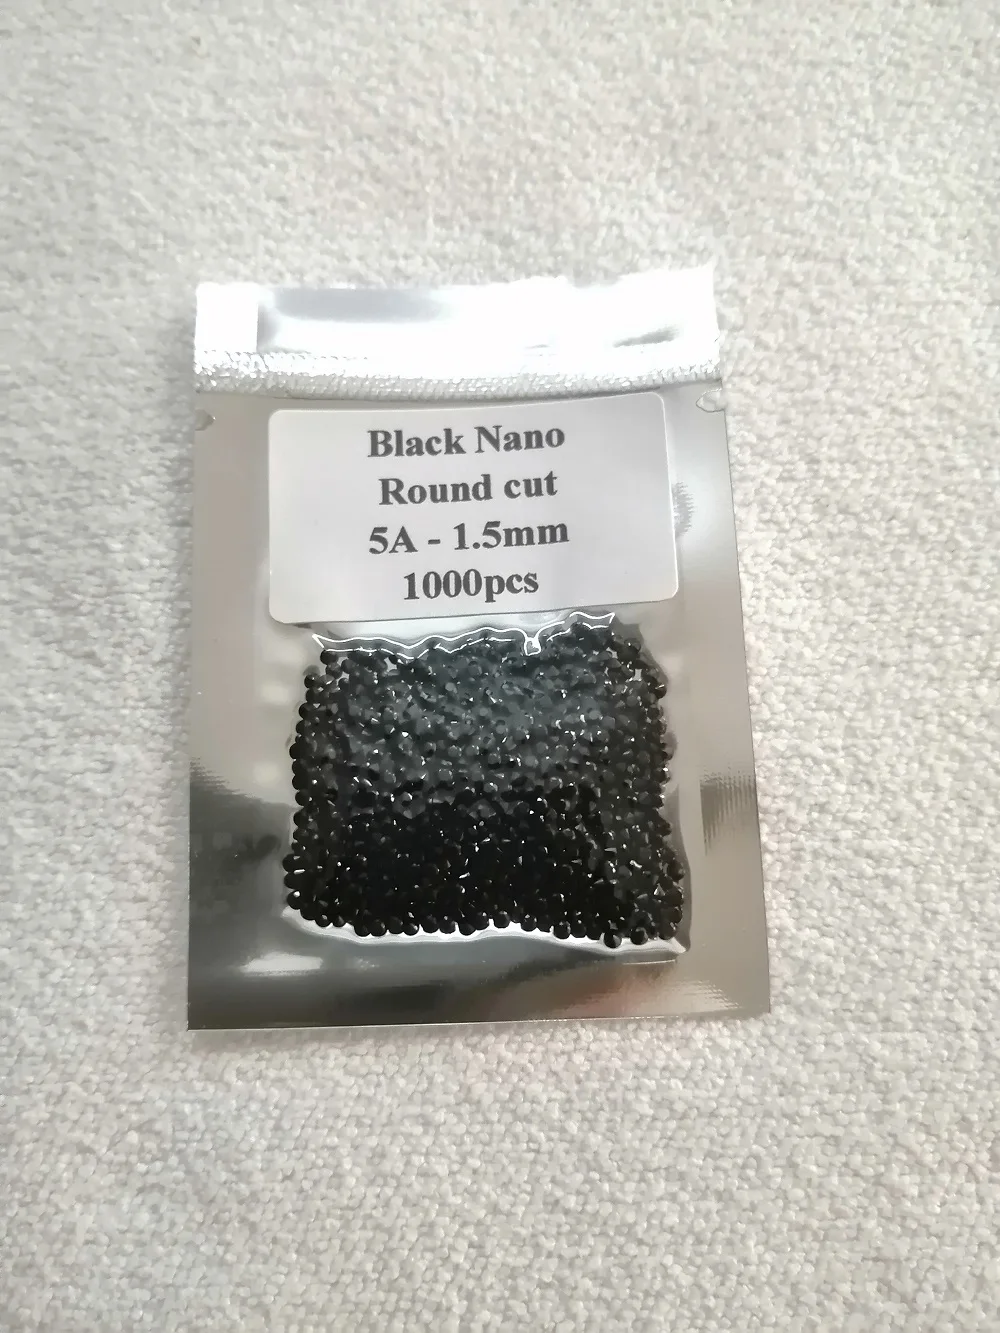 Black Nano
Round cut
5A - 1.5mm
1000pcs